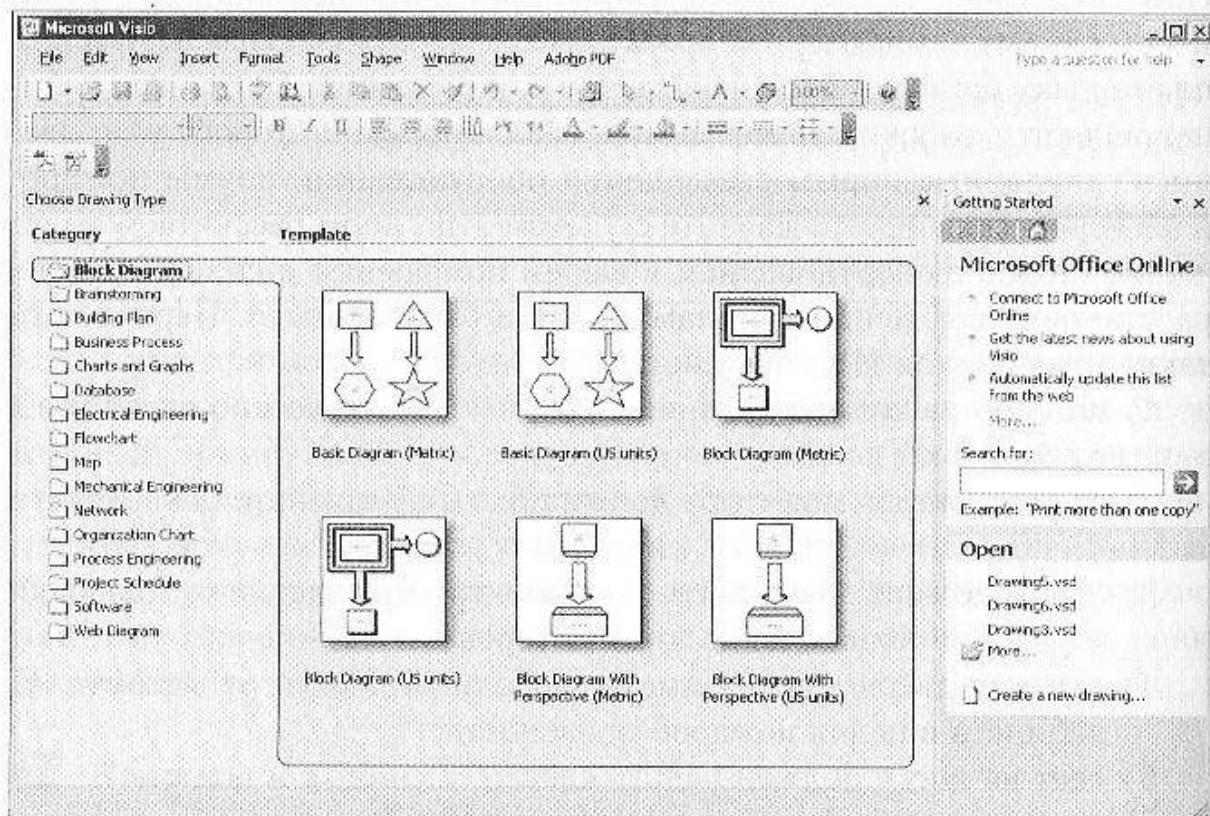 Microsoft Visio
File Edit View Insert Format Tools Shape Window Help Adobe PDF
Type a question for help
100%
Choose Drawing Type
Category
Template
Block Diagram
Brainstorming
Building Plan
Business Process
Charts and Graphs
Database
Electrical Engineering
Flowchart
Map
Mechanical Engineering
Network
Organization Chart
Process Engineering
Project Schedule
Software
Web Diagram
Basic Diagram (Metric)
Basic Diagram (US units)
Block Diagram (Metric)
Block Diagram (US units)
Block Diagram With
Perspective (Metric)
Block Diagram With
Perspective (US units)
Getting Started
Microsoft Office Online
Connect to Microsoft Office
Online
Get the latest news about using
Visio
Automatically update this list
from the web
More...
Search for:
Example: "Print more than one copy"
Open
Drawing5.vsd
Drawing6.vsd
Drawing3.vsd
More...
Create a new drawing...